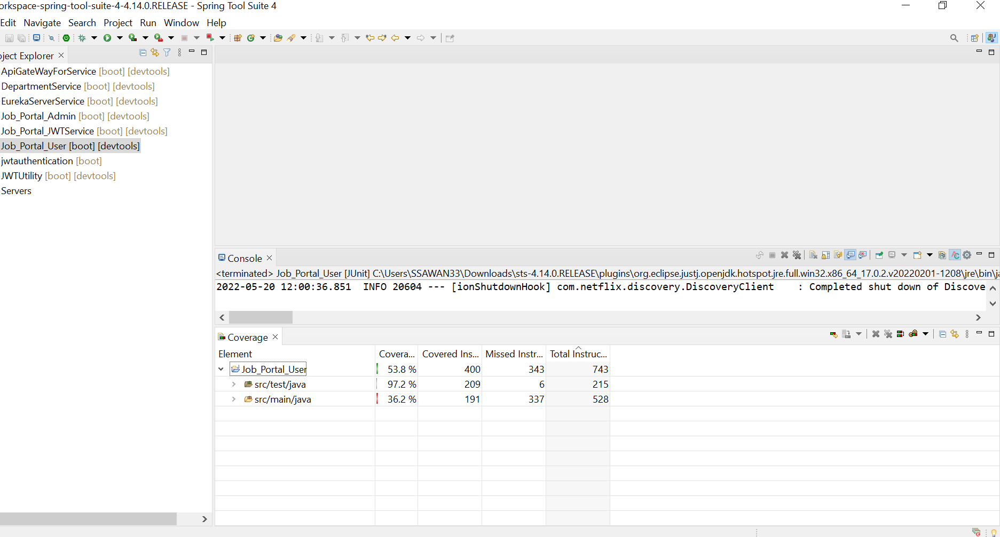 orkspace-spring-tool-suite-4-4.14.0.RELEASE - Spring Tool Suite 4
Edit Navigate Search Project Run Window Help
ject Explorer
ApiGateWayForService [boot] [devtools]
DepartmentService [boot] [devtools]
EurekaServerService [boot] [devtools]
Job_Portal_Admin [boot] [devtools]
Job_Portal_JWTService [boot] [devtools]
Job_Portal_User [boot] [devtools]
jwtauthentication [boot]
JWTUtility [boot] [devtools]
Servers
Console
<terminated> Job_Portal_User [JUnit] C:\Users\SSAWAN33\Downloads\sts-4.14.0.RELEASE\plugins\org.eclipse.justj.openjdk.hotspot.jre.full.win32.x86_64_17.0.2.v20220201-1208\jre\bin\ja
2022-05-20 12:00:36.851 INFO 20604 --- [ionShutdownHook] com.netflix.discovery.DiscoveryClient : Completed shut down of Discove
Coverage
Element Covera... Covered Ins... Missed Instr... Total Instruc...
Job_Portal_User 53.8 % 400 343 743
src/test/java 97.2 % 209 6 215
src/main/java 36.2 % 191 337 528